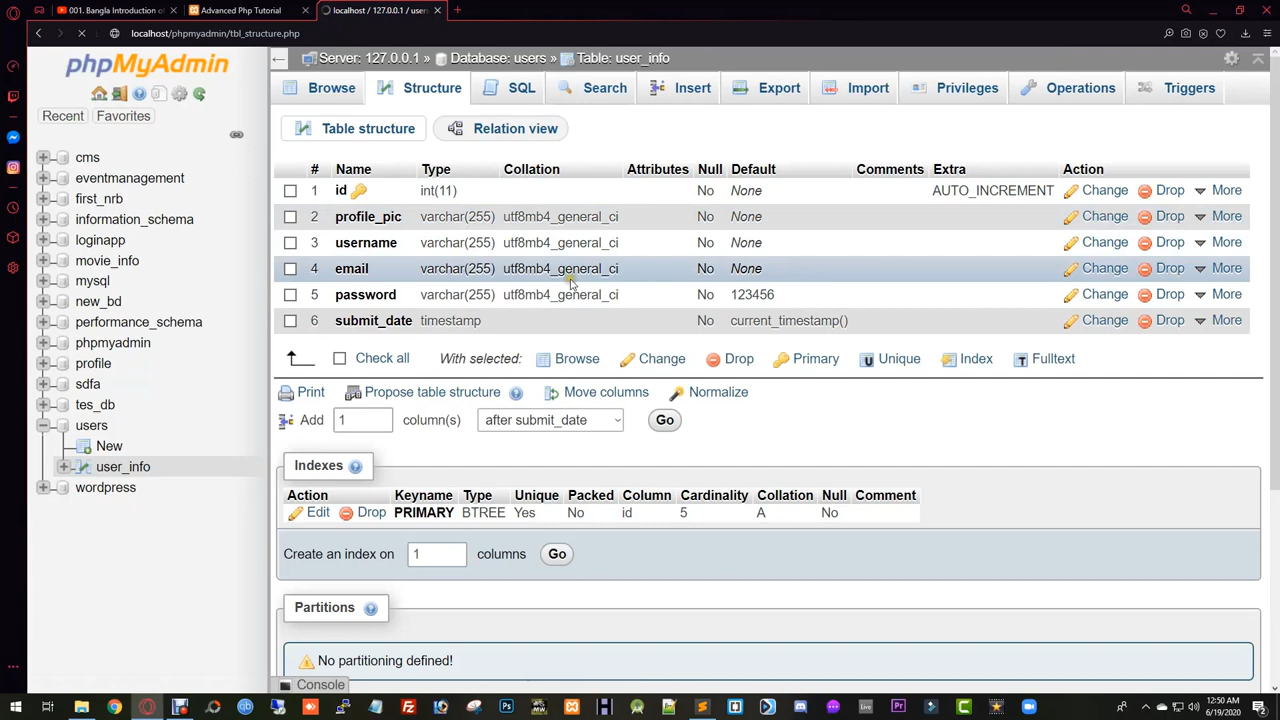 001. Bangla Introduction of
Advanced Php Tutorial
localhost / 127.0.0.1 / user
localhost/phpmyadmin/tbl_structure.php
phpMyAdmin
Recent Favorites
cms
eventmanagement
first_nrb
information_schema
loginapp
movie_info
mysql
new_bd
performance_schema
phpmyadmin
profile
sdfa
tes_db
users
New
user_info
wordpress
Server: 127.0.0.1 » Database: users » Table: user_info
Browse Structure SQL Search Insert Export Import Privileges Operations Triggers
Table structure Relation view
# Name Type Collation Attributes Null Default Comments Extra Action
1 id int(11) No None AUTO_INCREMENT Change Drop More
2 profile_pic varchar(255) utf8mb4_general_ci No None Change Drop More
3 username varchar(255) utf8mb4_general_ci No None Change Drop More
4 email varchar(255) utf8mb4_general_ci No None Change Drop More
5 password varchar(255) utf8mb4_general_ci No 123456 Change Drop More
6 submit_date timestamp No current_timestamp() Change Drop More
Check all With selected: Browse Change Drop Primary Unique Index Fulltext
Print Propose table structure Move columns Normalize
Add 1 column(s) after submit_date Go
Indexes
Action Keyname Type Unique Packed Column Cardinality Collation Null Comment
Edit Drop PRIMARY BTREE Yes No id 5 A No
Create an index on 1 columns Go
Partitions
No partitioning defined!
Console
12:50 AM
6/19/2020